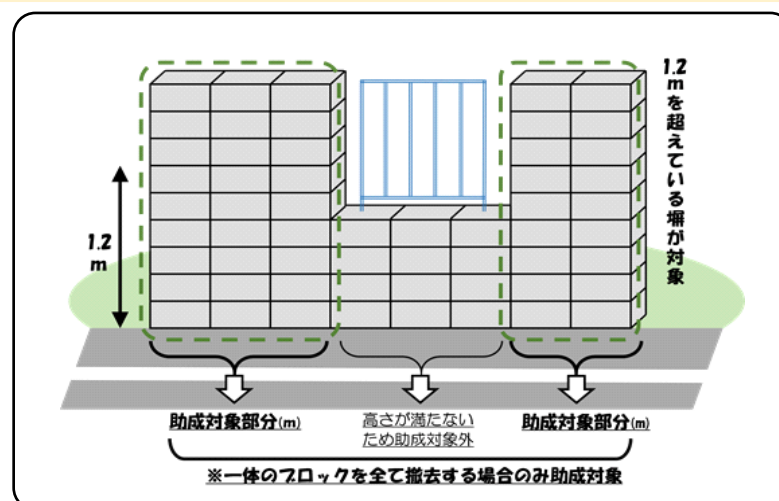 1.2mを超えている塀が対象
1.2
m
助成対象部分(m)
高さが満たない
ため助成対象外
助成対象部分(m)
※一体のブロックを全て撤去する場合のみ助成対象